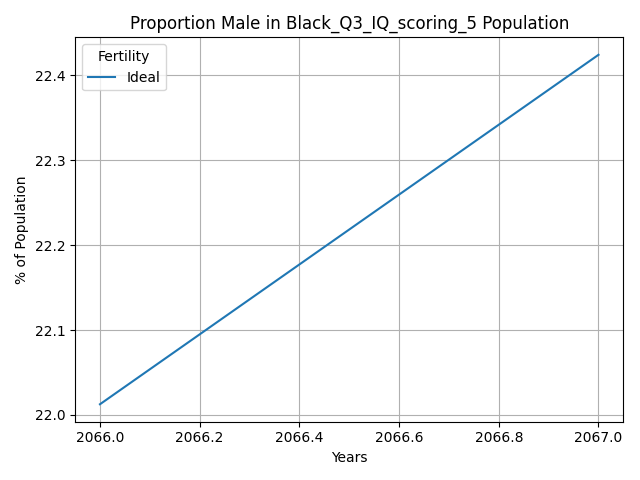 Proportion Male in Black_Q3_IQ_scoring_5 Population
Fertility
Ideal
% of Population
22.4
22.3
22.2
22.1
22.0
2066.0 2066.2 2066.4 2066.6 2066.8 2067.0
Years